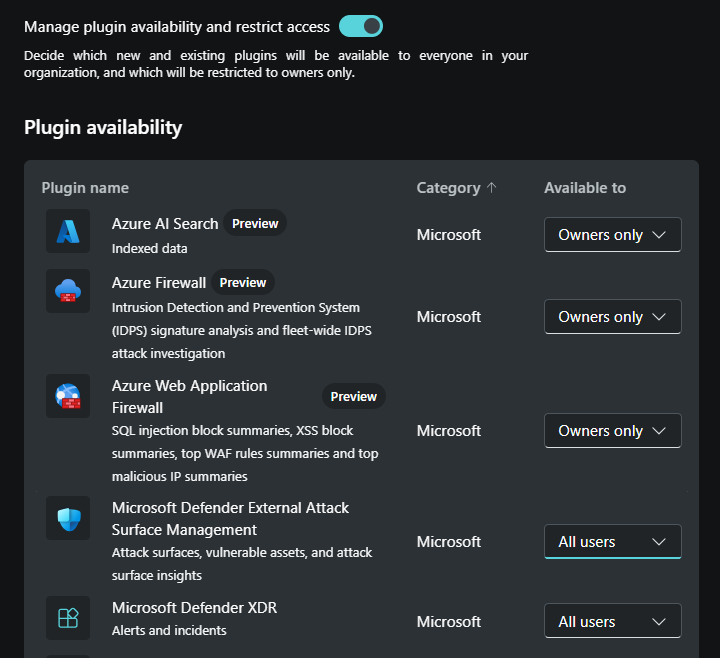 Manage plugin availability and restrict access
Decide which new and existing plugins will be available to everyone in your
organization, and which will be restricted to owners only.
Plugin availability
Plugin name Category ↑ Available to
Azure AI Search Preview
Indexed data
Microsoft Owners only
Azure Firewall Preview
Intrusion Detection and Prevention System
(IDPS) signature analysis and fleet-wide IDPS
attack investigation
Microsoft Owners only
Azure Web Application
Firewall
Preview
SQL injection block summaries, XSS block
summaries, top WAF rules summaries and top
malicious IP summaries
Microsoft Owners only
Microsoft Defender External Attack
Surface Management
Attack surfaces, vulnerable assets, and attack
surface insights
Microsoft All users
Microsoft Defender XDR
Alerts and incidents
Microsoft All users